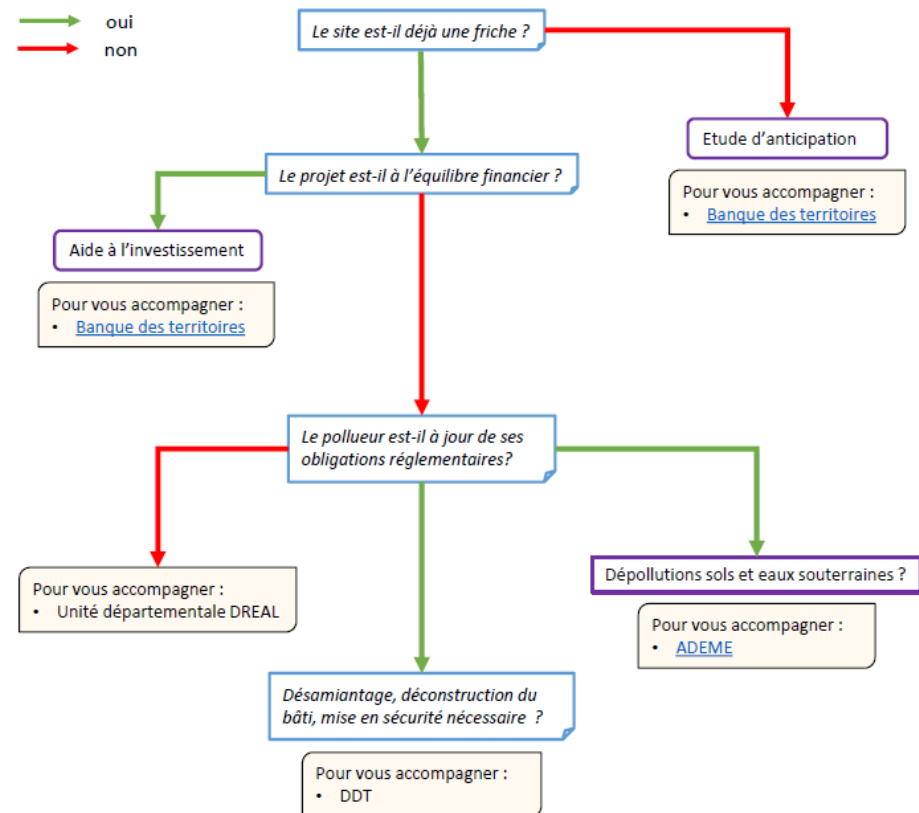 oui
non
Le site est-il déjà une friche ?
Etude d’anticipation
Pour vous accompagner :
• Banque des territoires
Le projet est-il à l’équilibre financier ?
Aide à l’investissement
Pour vous accompagner :
• Banque des territoires
Le pollueur est-il à jour de ses
obligations réglementaires?
Pour vous accompagner :
• Unité départementale DREAL
Dépollutions sols et eaux souterraines ?
Pour vous accompagner :
• ADEME
Désamiantage, déconstruction du
bâti, mise en sécurité nécessaire ?
Pour vous accompagner :
• DDT